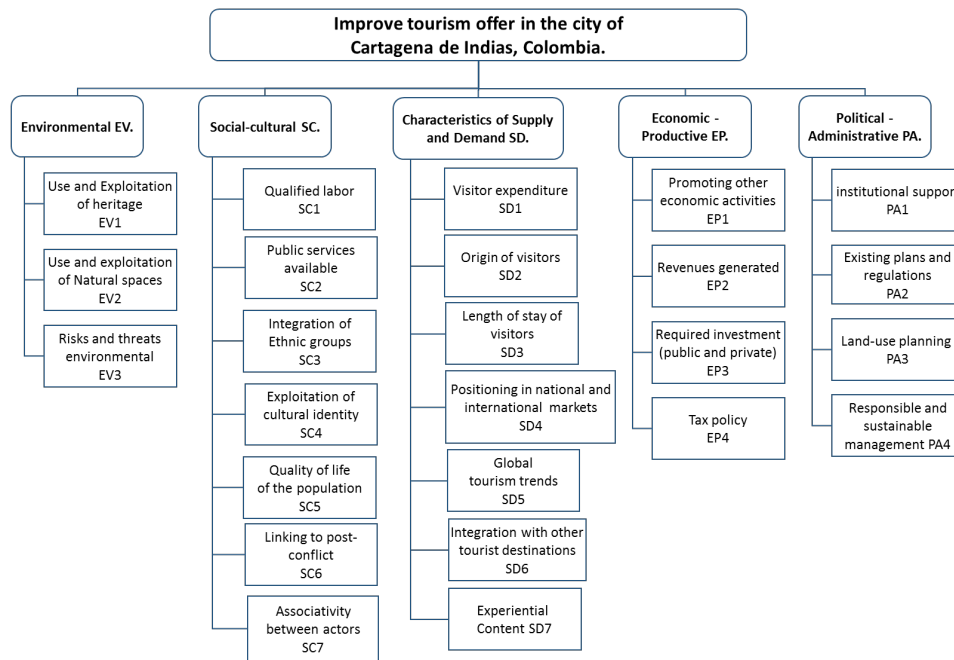 Improve tourism offer in the city of
Cartagena de Indias, Colombia.
Environmental EV.
Use and Exploitation
of heritage
EV1
Use and exploitation
of Natural spaces
EV2
Risks and threats
environmental
EV3
Social-cultural SC.
Qualified labor
SC1
Public services
available
SC2
Integration of
Ethnic groups
SC3
Exploitation of
cultural identity
SC4
Quality of life
of the population
SC5
Linking to post-
conflict
SC6
Associativity
between actors
SC7
Characteristics of Supply
and Demand SD.
Visitor expenditure
SD1
Origin of visitors
SD2
Length of stay of
visitors
SD3
Positioning in national and
international markets
SD4
Global
tourism trends
SD5
Integration with other
tourist destinations
SD6
Experiential
Content SD7
Economic -
Productive EP.
Promoting other
economic activities
EP1
Revenues generated
EP2
Required investment
(public and private)
EP3
Tax policy
EP4
Political -
Administrative PA.
institutional support
PA1
Existing plans and
regulations
PA2
Land-use planning
PA3
Responsible and
sustainable
management PA4